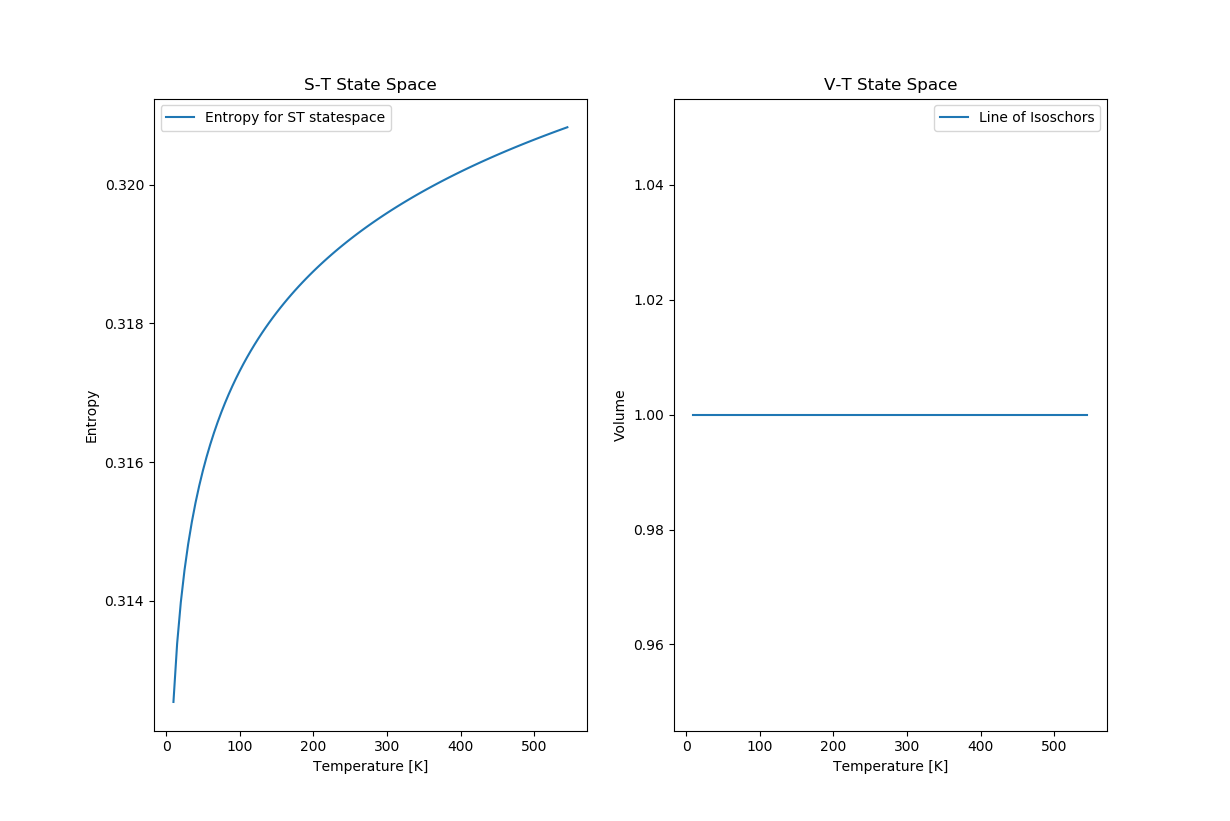 S-T State Space
Entropy for ST statespace
0.320
0.318
0.316
0.314
Entropy
0
100
200
300
400
500
Temperature [K]
V-T State Space
Line of Isoschors
1.04
1.02
1.00
0.98
0.96
Volume
0
100
200
300
400
500
Temperature [K]